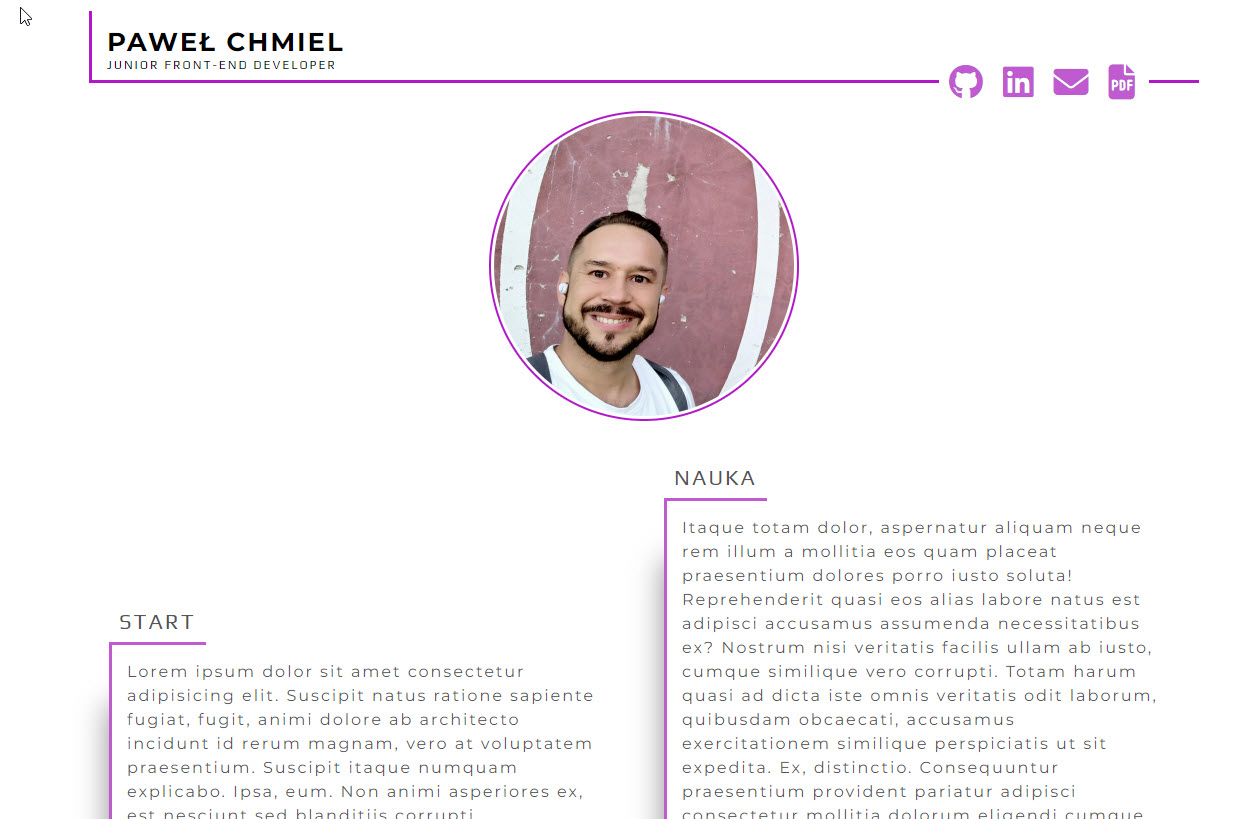 PAWEŁ CHMIEL
JUNIOR FRONT-END DEVELOPER
in
PDF
NAUKA
Itaque totam dolor, aspernatur aliquam neque
rem illum a mollitia eos quam placeat
praesentium dolores porro iusto soluta!
Reprehenderit quasi eos alias labore natus est
adipisci accusamus assumenda necessitatibus
ex? Nostrum nisi veritatis facilis ullam ab iusto,
cumque similique vero corrupti. Totam harum
quasi ad dicta iste omnis veritatis odit laborum,
quibusdam obcaecati, accusamus
exercitationem similique perspiciatis ut sit
expedita. Ex, distinctio. Consequuntur
praesentium provident pariatur adipisci
consectetur mollitia dolorum eligendi cumque
START
Lorem ipsum dolor sit amet consectetur
adipisicing elit. Suscipit natus ratione sapiente
fugiat, fugit, animi dolore ab architecto
incidunt id rerum magnam, vero at voluptatem
praesentium. Suscipit itaque numquam
explicabo. Ipsa, eum. Non animi asperiores ex,
est nesciunt sed blanditiis corrupti